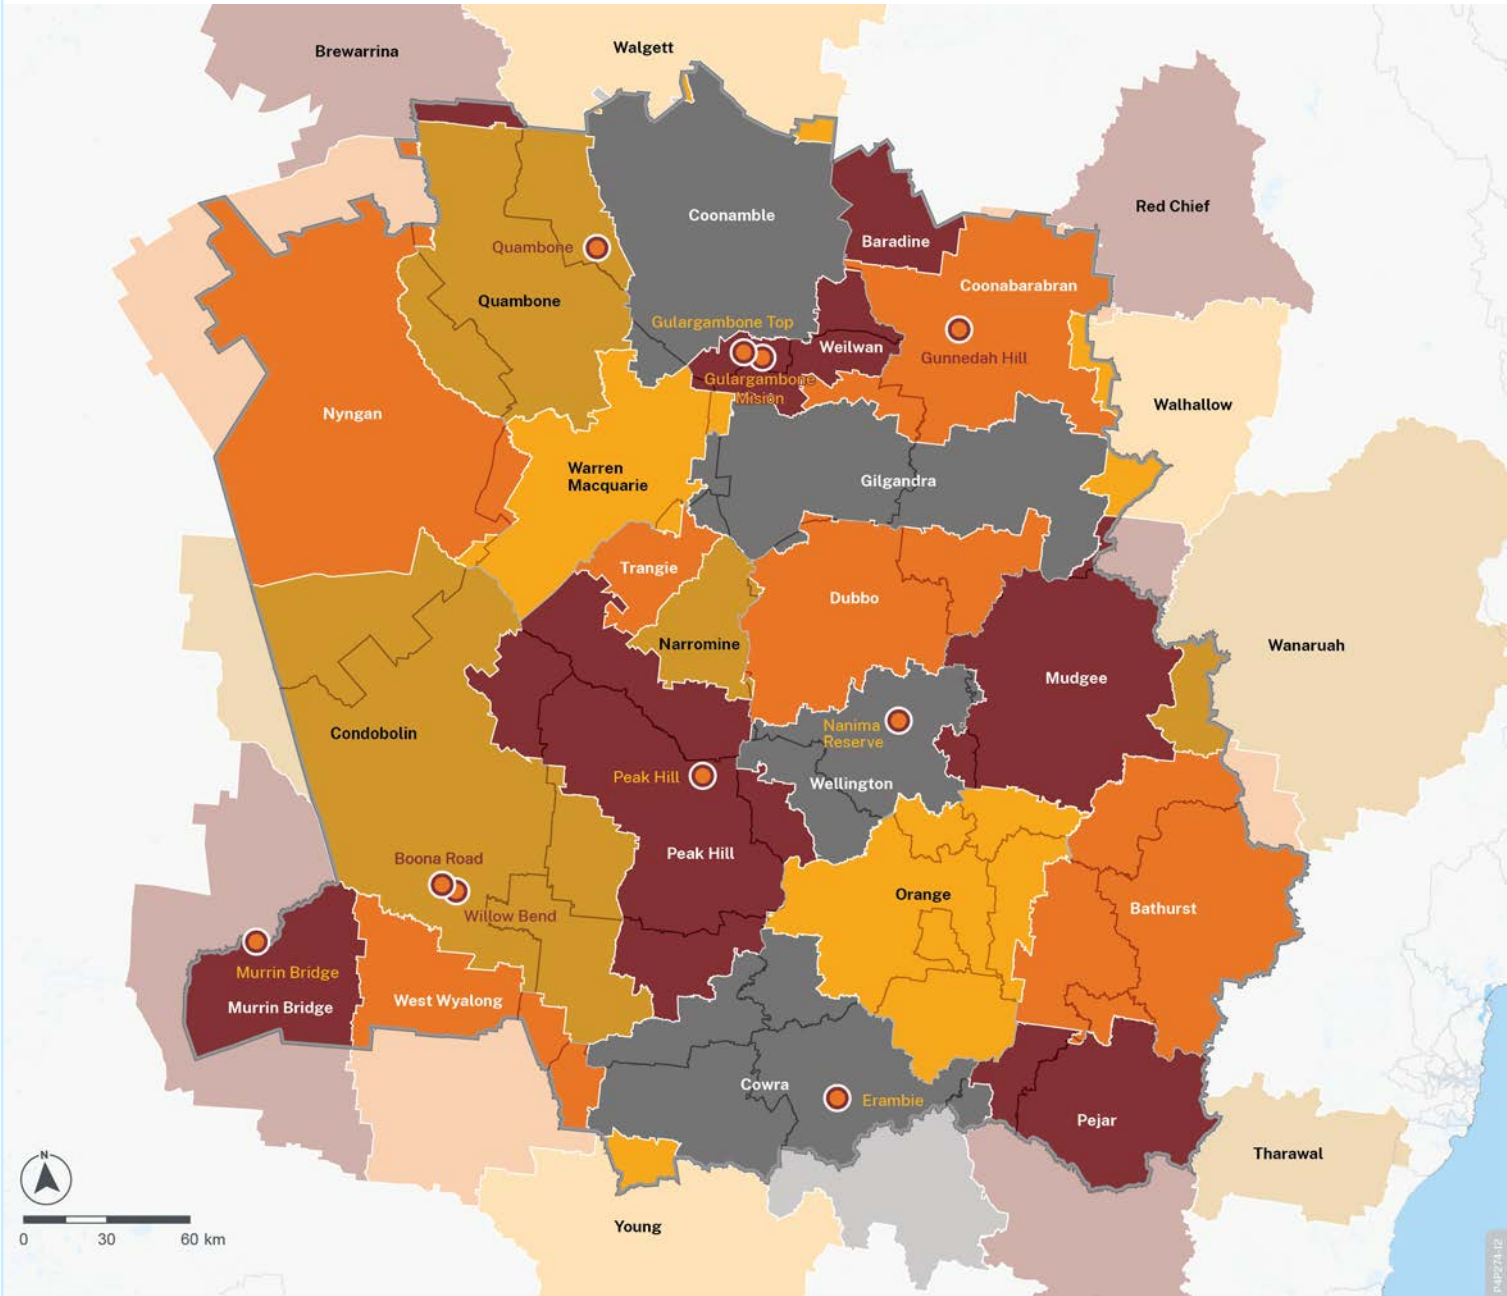 Brewarrina
Walgett
Red Chief
Coonamble
Baradine
Quambone
Coonabarabran
Quambone
Gulargambone Top
Weilwan
Gunnedah Hill
Gulargambone
Mision
Walhallow
Nyngan
Warren
Macquarie
Gilgandra
Trangie
Dubbo
Narromine
Wanaruah
Mudgee
Condobolin
Nanima
Reserve
Peak Hill
Wellington
Peak Hill
Boona Road
Orange
Willow Bend
Bathurst
Murrin Bridge
West Wyalong
Murrin Bridge
Cowra
Erambie
Pejar
Tharawal
Young
N
0 30 60 km
P4P274-12